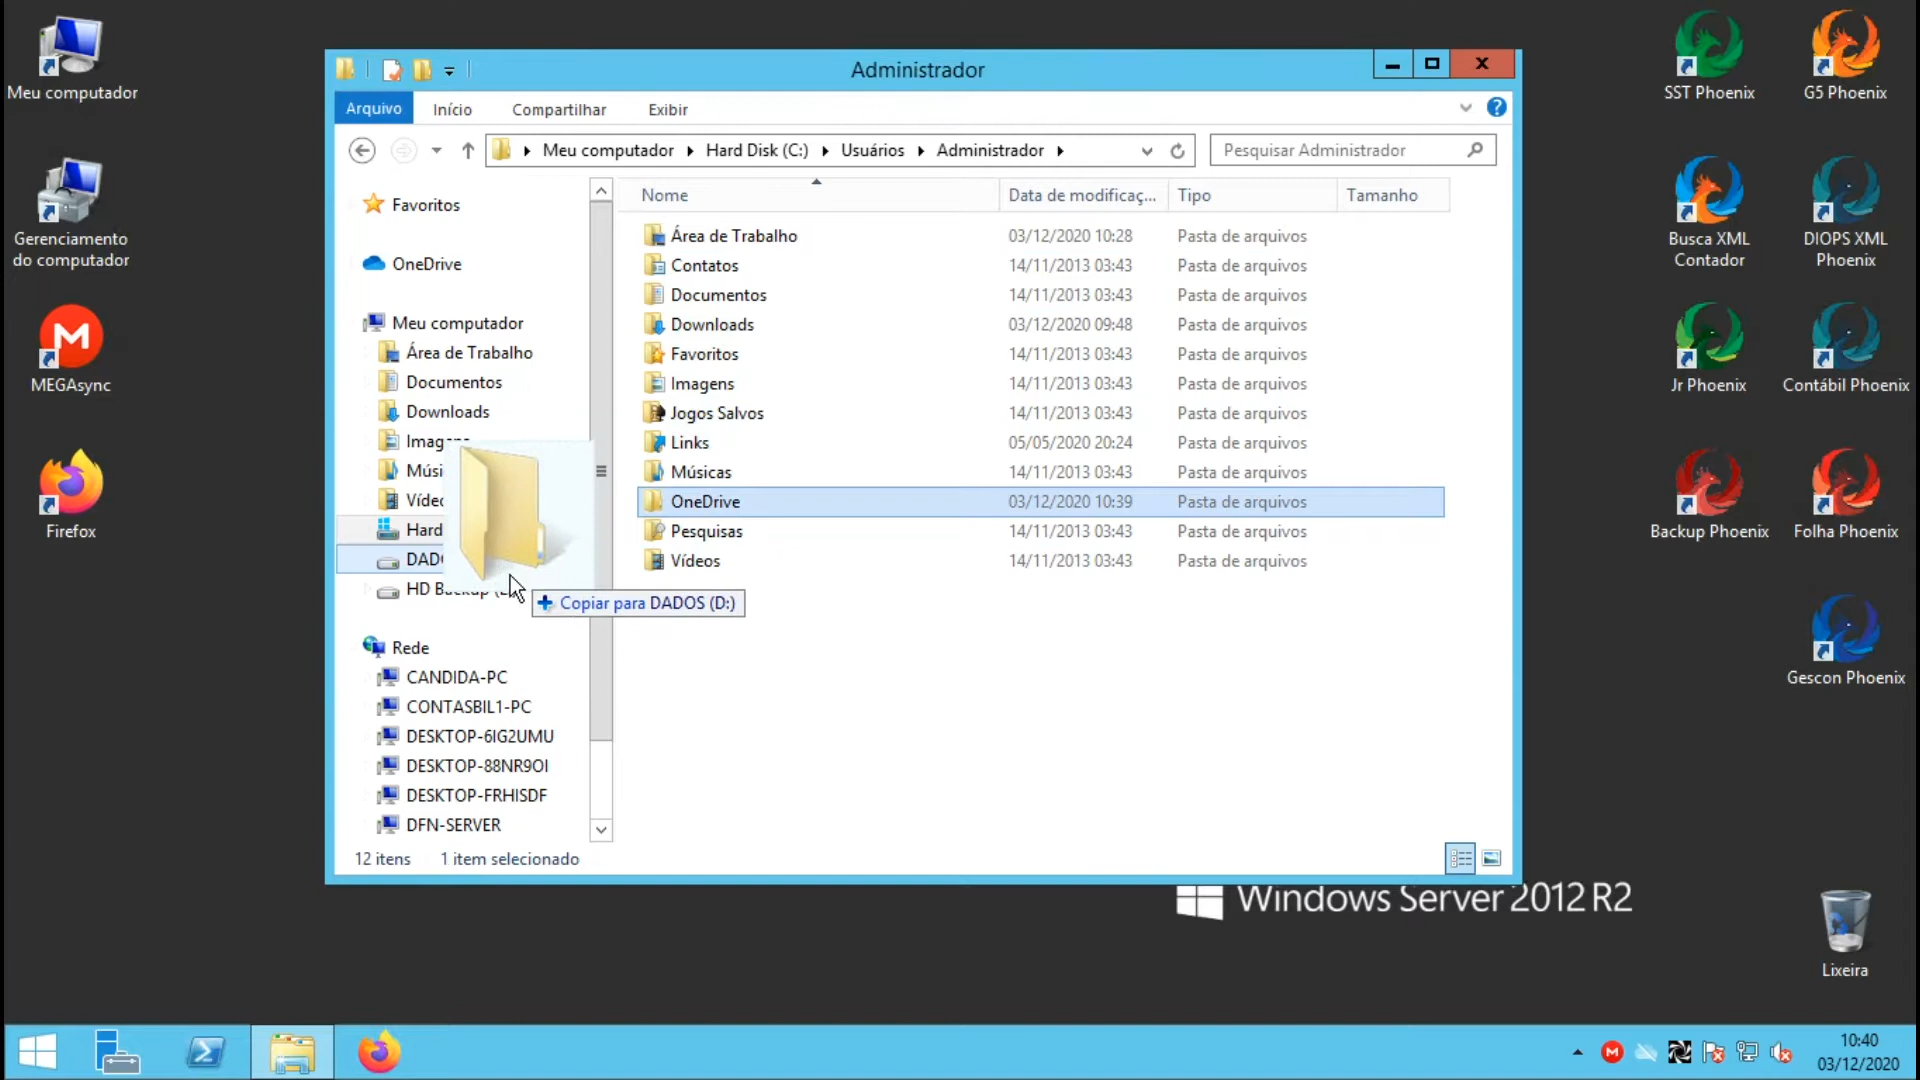 Meu computador
Gerenciamento
do computador
MEGAsync
Firefox
Administrador
Arquivo
Início
Compartilhar
Exibir
Meu computador
Hard Disk (C:)
Usuários
Administrador
Pesquisar Administrador
Favoritos
OneDrive
Meu computador
Área de Trabalho
Documentos
Downloads
Hard
HD Backup
Rede
CANDIDA-PC
CONTASBIL1-PC
DESKTOP-6IG2UMU
DESKTOP-88NR9OI
DESKTOP-FRHISDF
DFN-SERVER
Nome Data de modificaç... Tipo Tamanho
Área de Trabalho 03/12/2020 10:28 Pasta de arquivos
Contatos 14/11/2013 03:43 Pasta de arquivos
Documentos 14/11/2013 03:43 Pasta de arquivos
Downloads 03/12/2020 09:48 Pasta de arquivos
Favoritos 14/11/2013 03:43 Pasta de arquivos
Imagens 14/11/2013 03:43 Pasta de arquivos
Jogos Salvos 14/11/2013 03:43 Pasta de arquivos
Links 05/05/2020 20:24 Pasta de arquivos
Músicas 14/11/2013 03:43 Pasta de arquivos
OneDrive 03/12/2020 10:39 Pasta de arquivos
Pesquisas 14/11/2013 03:43 Pasta de arquivos
Vídeos 14/11/2013 03:43 Pasta de arquivos
Copiar para DADOS (D:)
12 itens 1 item selecionado
SST Phoenix
G5 Phoenix
Busca XML
Contador
DIOPS XML
Phoenix
Jr Phoenix
Contábil Phoenix
Backup Phoenix
Folha Phoenix
Gescon Phoenix
Windows Server 2012 R2
Lixeira
10:40
03/12/2020